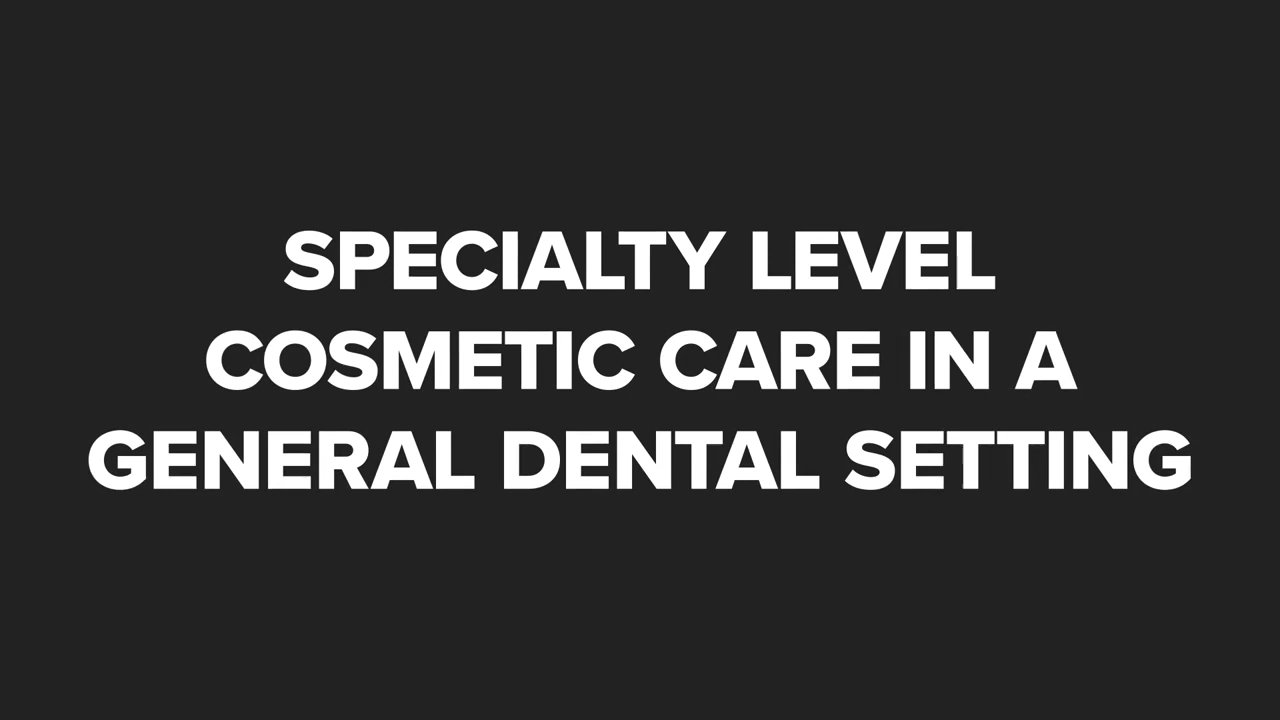 SPECIALTY LEVEL
COSMETIC CARE IN A
GENERAL DENTAL SETTING